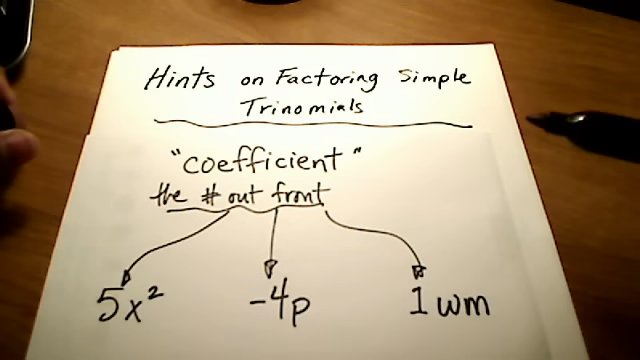 Hints on Factoring Simple
Trinomials
"coefficient"
the # out front
5x² -4p 1wm